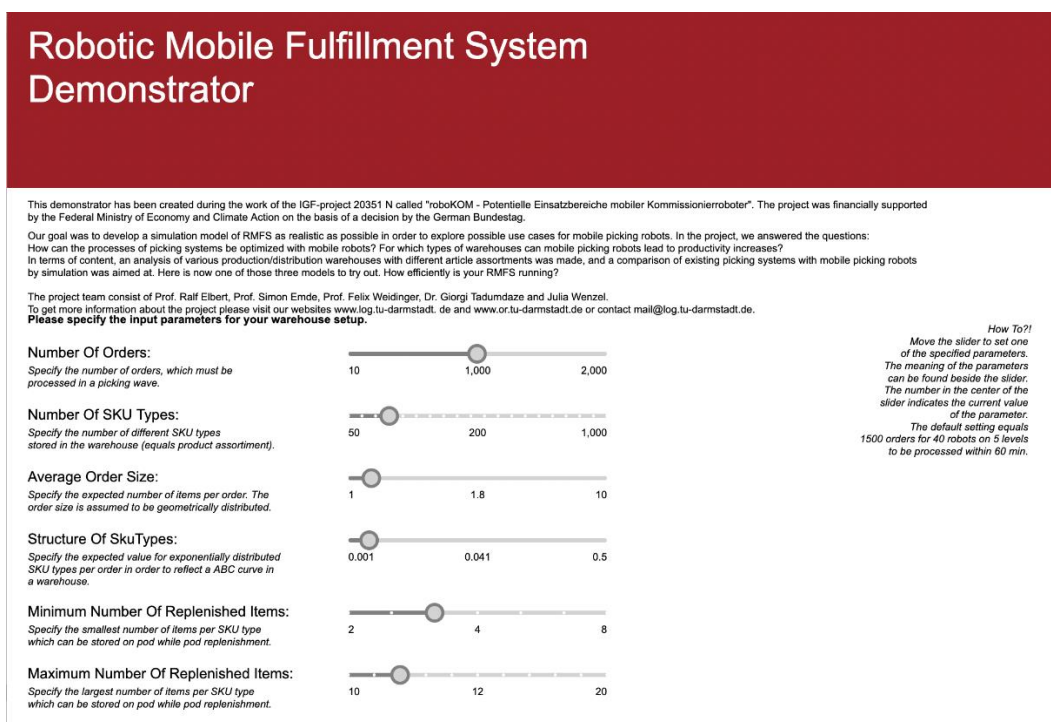 Robotic Mobile Fulfillment System
Demonstrator
This demonstrator has been created during the work of the IGF-project 20351 N called "roboKOM - Potentielle Einsatzbereiche mobiler Kommissionierroboter". The project was financially supported
by the Federal Ministry of Economy and Climate Action on the basis of a decision by the German Bundestag.
Our goal was to develop a simulation model of RMFS as realistic as possible in order to explore possible use cases for mobile picking robots. In the project, we answered the questions:
How can the processes of picking systems be optimized with mobile robots? For which types of warehouses can mobile picking robots lead to productivity increases?
In terms of content, an analysis of various production/distribution warehouses with different article assortments was made, and a comparison of existing picking systems with mobile picking robots
by simulation was aimed at. Here is now one of those three models to try out. How efficiently is your RMFS running?
The project team consist of Prof. Ralf Elbert, Prof. Simon Emde, Prof. Felix Weidinger, Dr. Giorgi Tadumdaze and Julia Wenzel.
To get more information about the project please visit our websites www.log.tu-darmstadt. de and www.or.tu-darmstadt.de or contact mail@log.tu-darmstadt.de.
Please specify the input parameters for your warehouse setup.
How To?!
Move the slider to set one
of the specified parameters.
The meaning of the parameters
can be found beside the slider.
The number in the center of the
slider indicates the current value
of the parameter.
The default setting equals
1500 orders for 40 robots on 5 levels
to be processed within 60 min.
Number Of Orders:
Specify the number of orders, which must be
processed in a picking wave.
10 1,000 2,000
Number Of SKU Types:
Specify the number of different SKU types
stored in the warehouse (equals product assortiment).
50 200 1,000
Average Order Size:
Specify the expected number of items per order. The
order size is assumed to be geometrically distributed.
1 1.8 10
Structure Of SkuTypes:
Specify the expected value for exponentially distributed
SKU types per order in order to reflect a ABC curve in
a warehouse.
0.001 0.041 0.5
Minimum Number Of Replenished Items:
Specify the smallest number of items per SKU type
which can be stored on pod while pod replenishment.
2 4 8
Maximum Number Of Replenished Items:
Specify the largest number of items per SKU type
which can be stored on pod while pod replenishment.
10 12 20